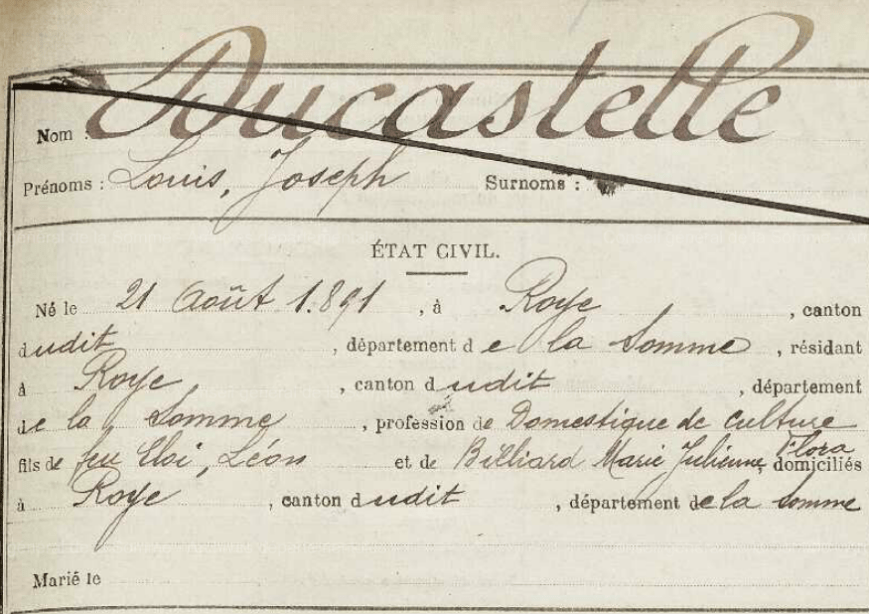 Nom : Ducastelle
Prénoms : Louis, Joseph Surnoms :
ÉTAT CIVIL.
Né le 21 Août 1.891, à Roye, canton
dudit, département de la Somme, résidant
à Roye, canton dudit, département
de la Somme, profession de Domestique de culture
fils de feu Eloi, Léon et de Billiard Marie Julienne, Flora domiciliés
à Roye, canton dudit, département de la Somme
Marié le